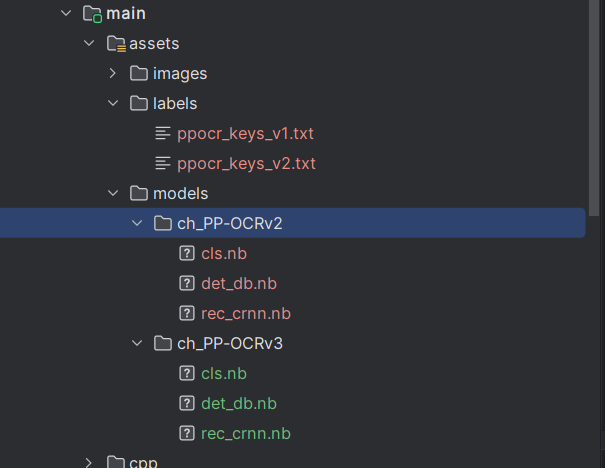 main
assets
images
labels
ppocr_keys_v1.txt
ppocr_keys_v2.txt
models
ch_PP-OCRv2
cls.nb
det_db.nb
rec_crnn.nb
ch_PP-OCRv3
cls.nb
det_db.nb
rec_crnn.nb
cpp